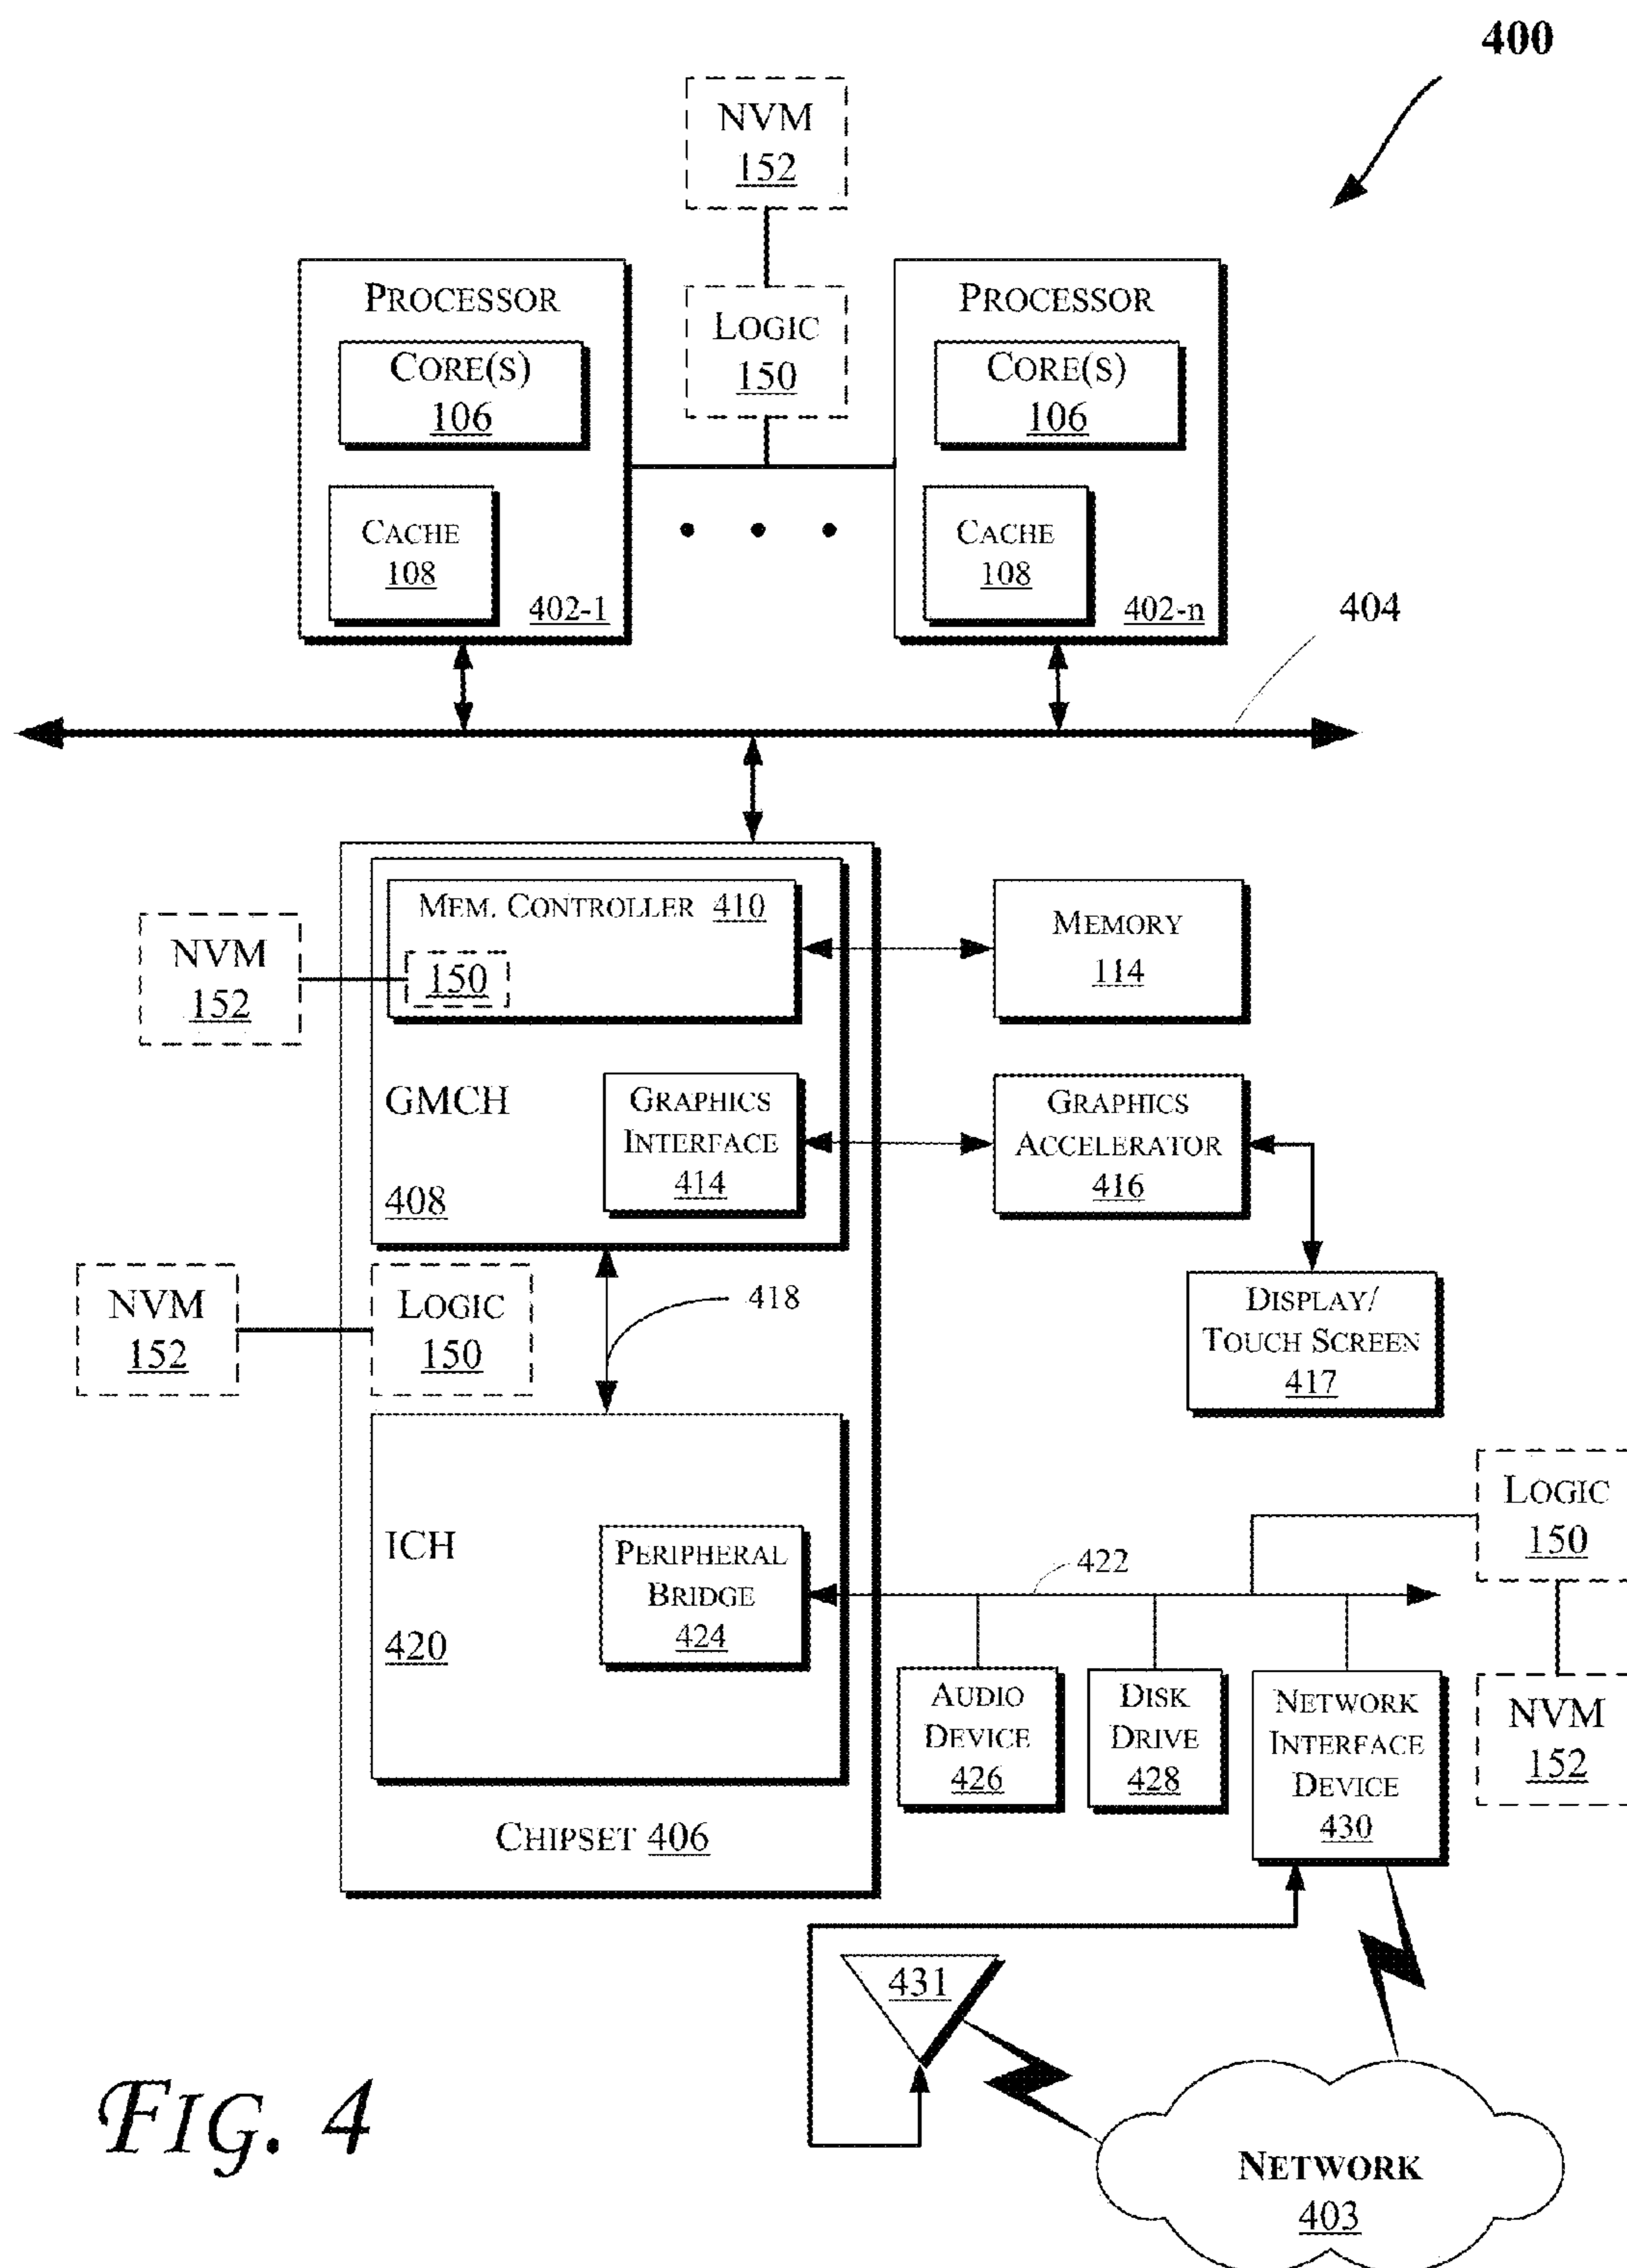 400
NVM
152
PROCESSOR
CORE(S)
106
CACHE
108
402-1
LOGIC
150
PROCESSOR
CORE(S)
106
CACHE
108
402-n
404
MEM. CONTROLLER 410
150
NVM
152
MEMORY
114
GMCH
408
GRAPHICS
INTERFACE
414
GRAPHICS
ACCELERATOR
416
NVM
152
LOGIC
150
418
DISPLAY/
TOUCH SCREEN
417
ICH
420
PERIPHERAL
BRIDGE
424
422
LOGIC
150
AUDIO
DEVICE
426
DISK
DRIVE
428
NETWORK
INTERFACE
DEVICE
430
NVM
152
CHIPSET 406
431
NETWORK
403
FIG. 4